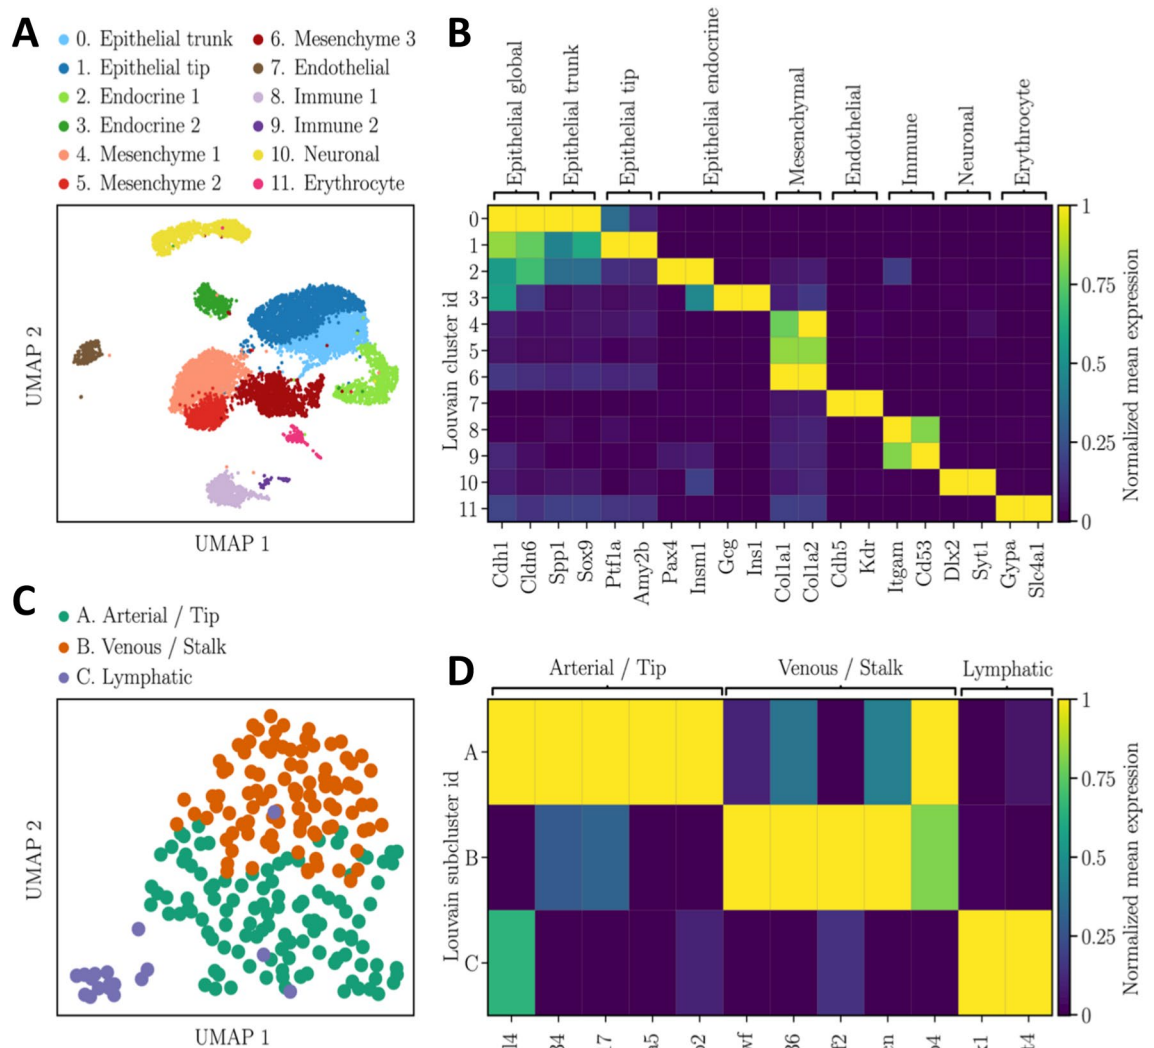 A
0. Epithelial trunk
1. Epithelial tip
2. Endocrine 1
3. Endocrine 2
4. Mesenchyme 1
5. Mesenchyme 2
6. Mesenchyme 3
7. Endothelial
8. Immune 1
9. Immune 2
10. Neuronal
11. Erythrocyte
UMAP 2
UMAP 1
B
Epithelial global
Epithelial trunk
Epithelial tip
Epithelial endocrine
Mesenchymal
Endothelial
Immune
Neuronal
Erythrocyte
Louvain cluster id
0
1
2
3
4
5
6
7
8
9
10
11
Cdh1
Cldn6
Spp1
Sox9
Ptf1a
Amy2b
Pax4
Insm1
Gcg
Ins1
Col1a1
Col1a2
Cdh5
Kdr
Itgam
Cd53
Dlx2
Syt1
Gypa
Slc4a1
1
0.75
0.5
0.25
0
Normalized mean expression
C
A. Arterial / Tip
B. Venous / Stalk
C. Lymphatic
UMAP 2
UMAP 1
D
Arterial / Tip
Venous / Stalk
Lymphatic
Louvain subcluster id
A
B
C
1
0.75
0.5
0.25
0
Normalized mean expression